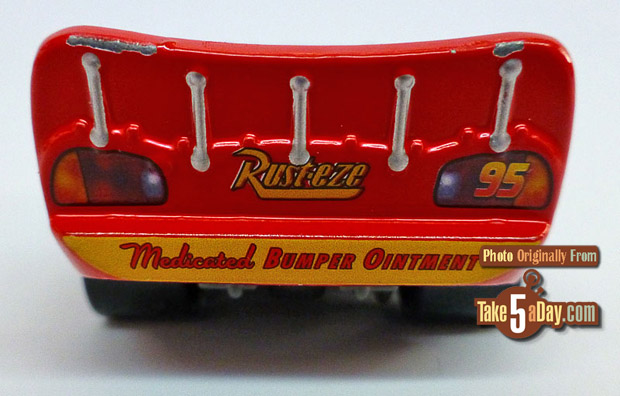 Rust-eze
95
Medicated BUMPER OINTMENT
Photo Originally From
Take5aDay.com